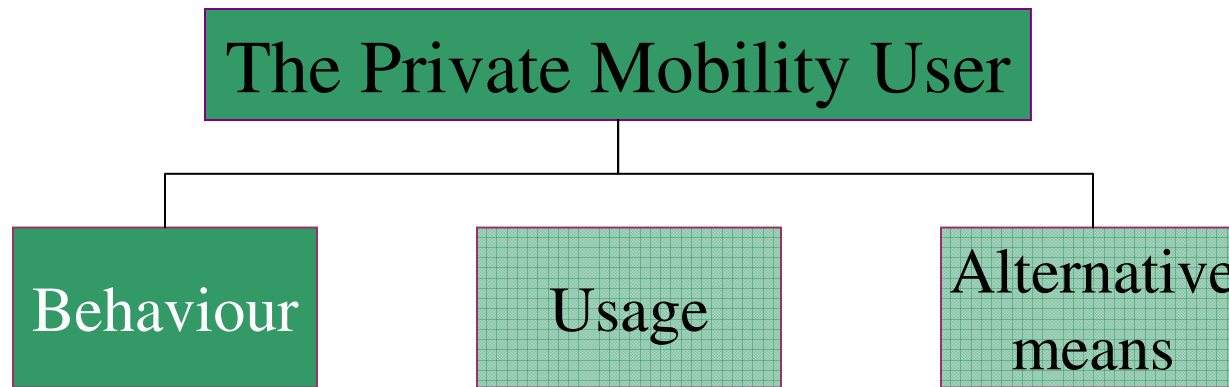 The Private Mobility User
Behaviour
Usage
Alternative
means